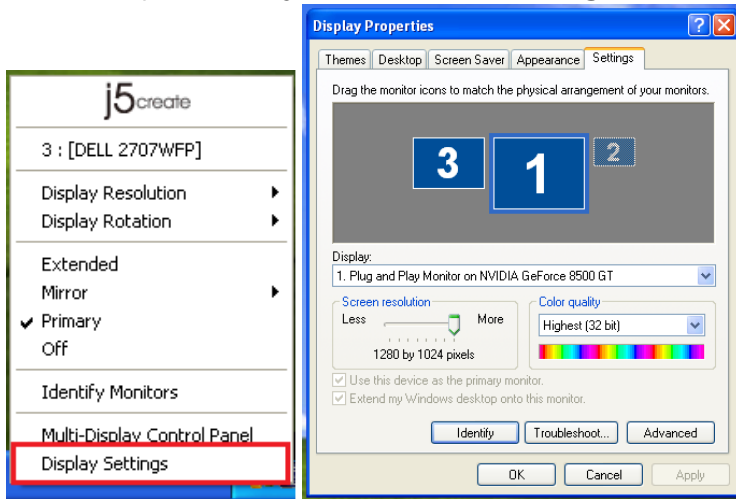 j5create
3 : [DELL 2707WFP]
Display Resolution
Display Rotation
Extended
Mirror
Primary
Off
Identify Monitors
Multi-Display Control Panel
Display Settings
Display Properties
Themes Desktop Screen Saver Appearance Settings
Drag the monitor icons to match the physical arrangement of your monitors.
3 1 2
Display:
1. Plug and Play Monitor on NVIDIA GeForce 8500 GT
Screen resolution
Less More
1280 by 1024 pixels
Color quality
Highest (32 bit)
Use this device as the primary monitor.
Extend my Windows desktop onto this monitor.
Identify Troubleshoot... Advanced
OK Cancel Apply